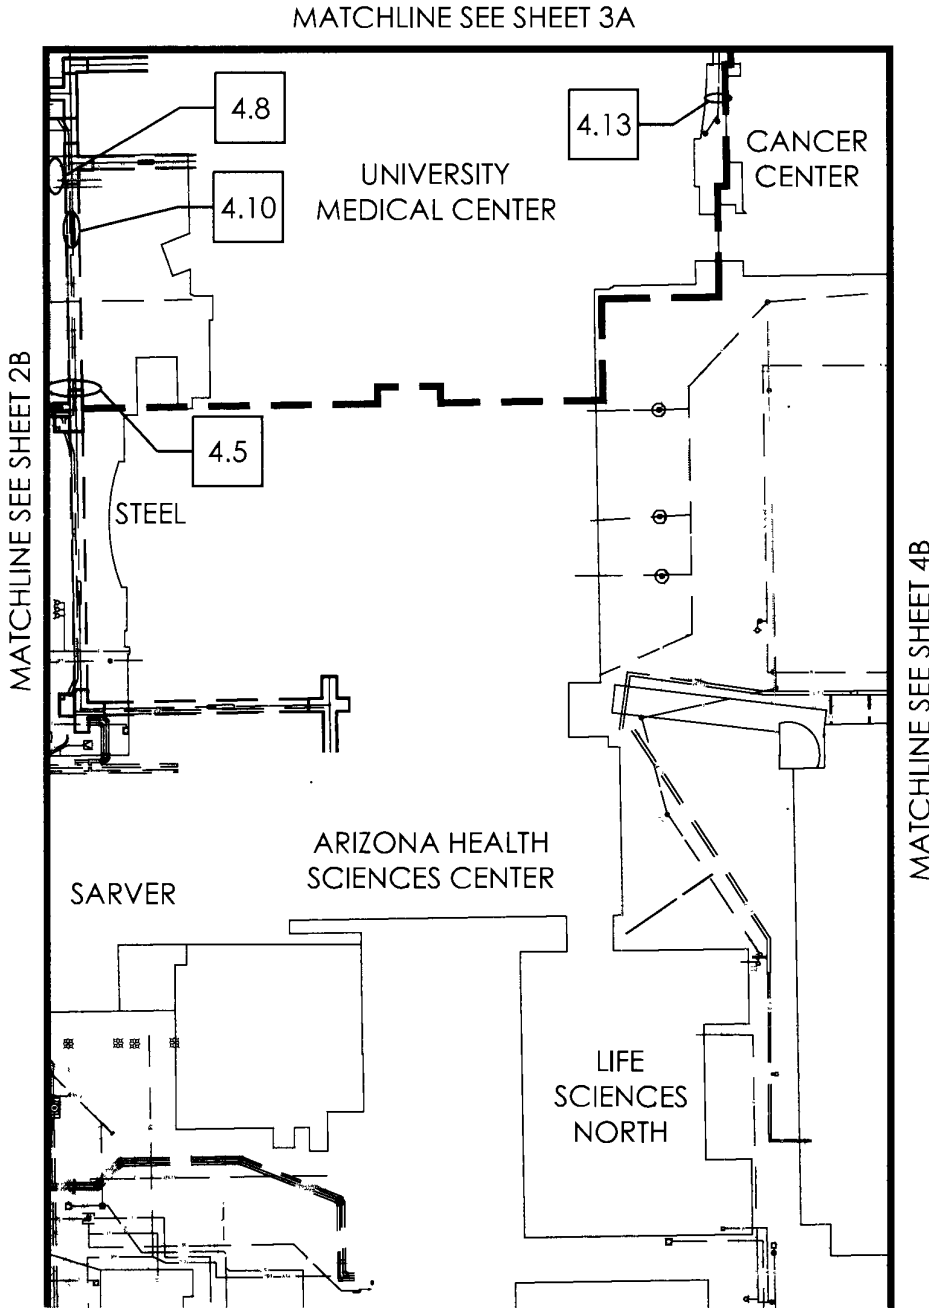 MATCHLINE SEE SHEET 3A
4.8
4.13
CANCER
CENTER
UNIVERSITY
MEDICAL CENTER
4.10
MATCHLINE SEE SHEET 2B
4.5
STEEL
MATCHLINE SEE SHEET 4B
ARIZONA HEALTH
SCIENCES CENTER
SARVER
LIFE
SCIENCES
NORTH